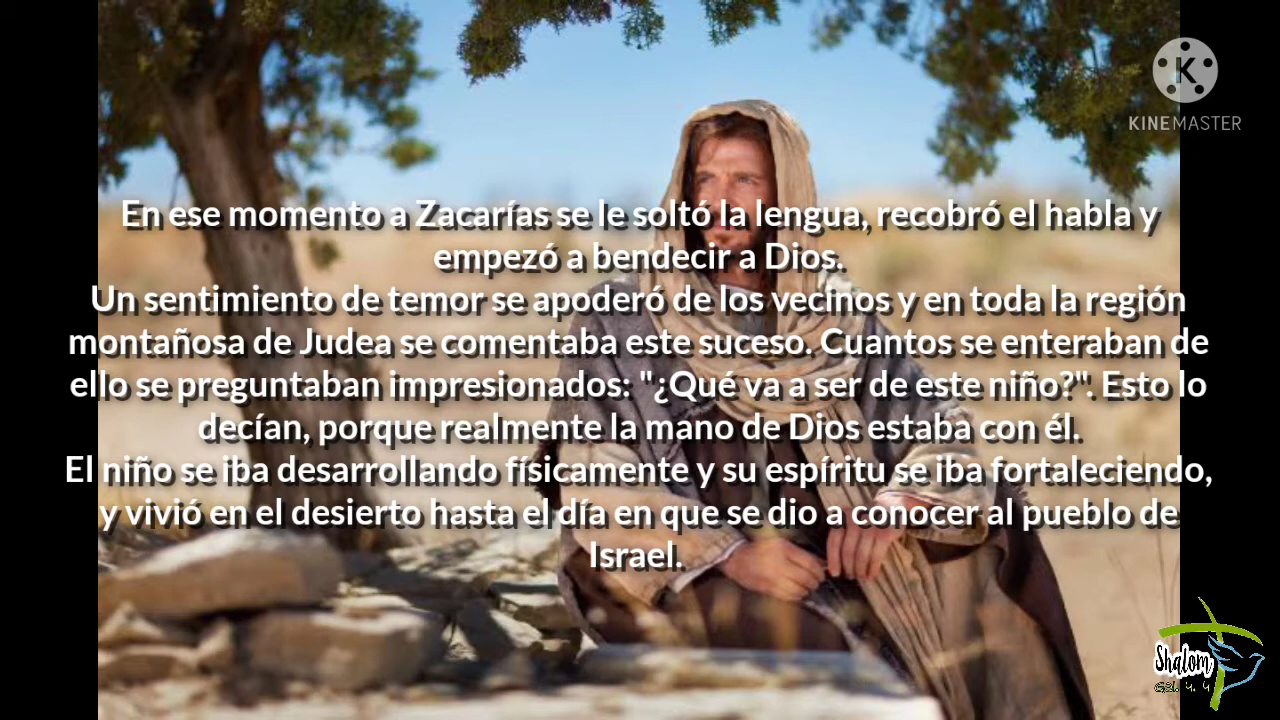 KINEMASTER
En ese momento a Zacarías se le soltó la lengua, recobró el habla y
empezó a bendecir a Dios.
Un sentimiento de temor se apoderó de los vecinos y en toda la región
montañosa de Judea se comentaba este suceso. Cuantos se enteraban de
ello se preguntaban impresionados: "¿Qué va a ser de este niño?". Esto lo
decían, porque realmente la mano de Dios estaba con él.
El niño se iba desarrollando físicamente y su espíritu se iba fortaleciendo,
y vivió en el desierto hasta el día en que se dio a conocer al pueblo de
Israel.
Shalom